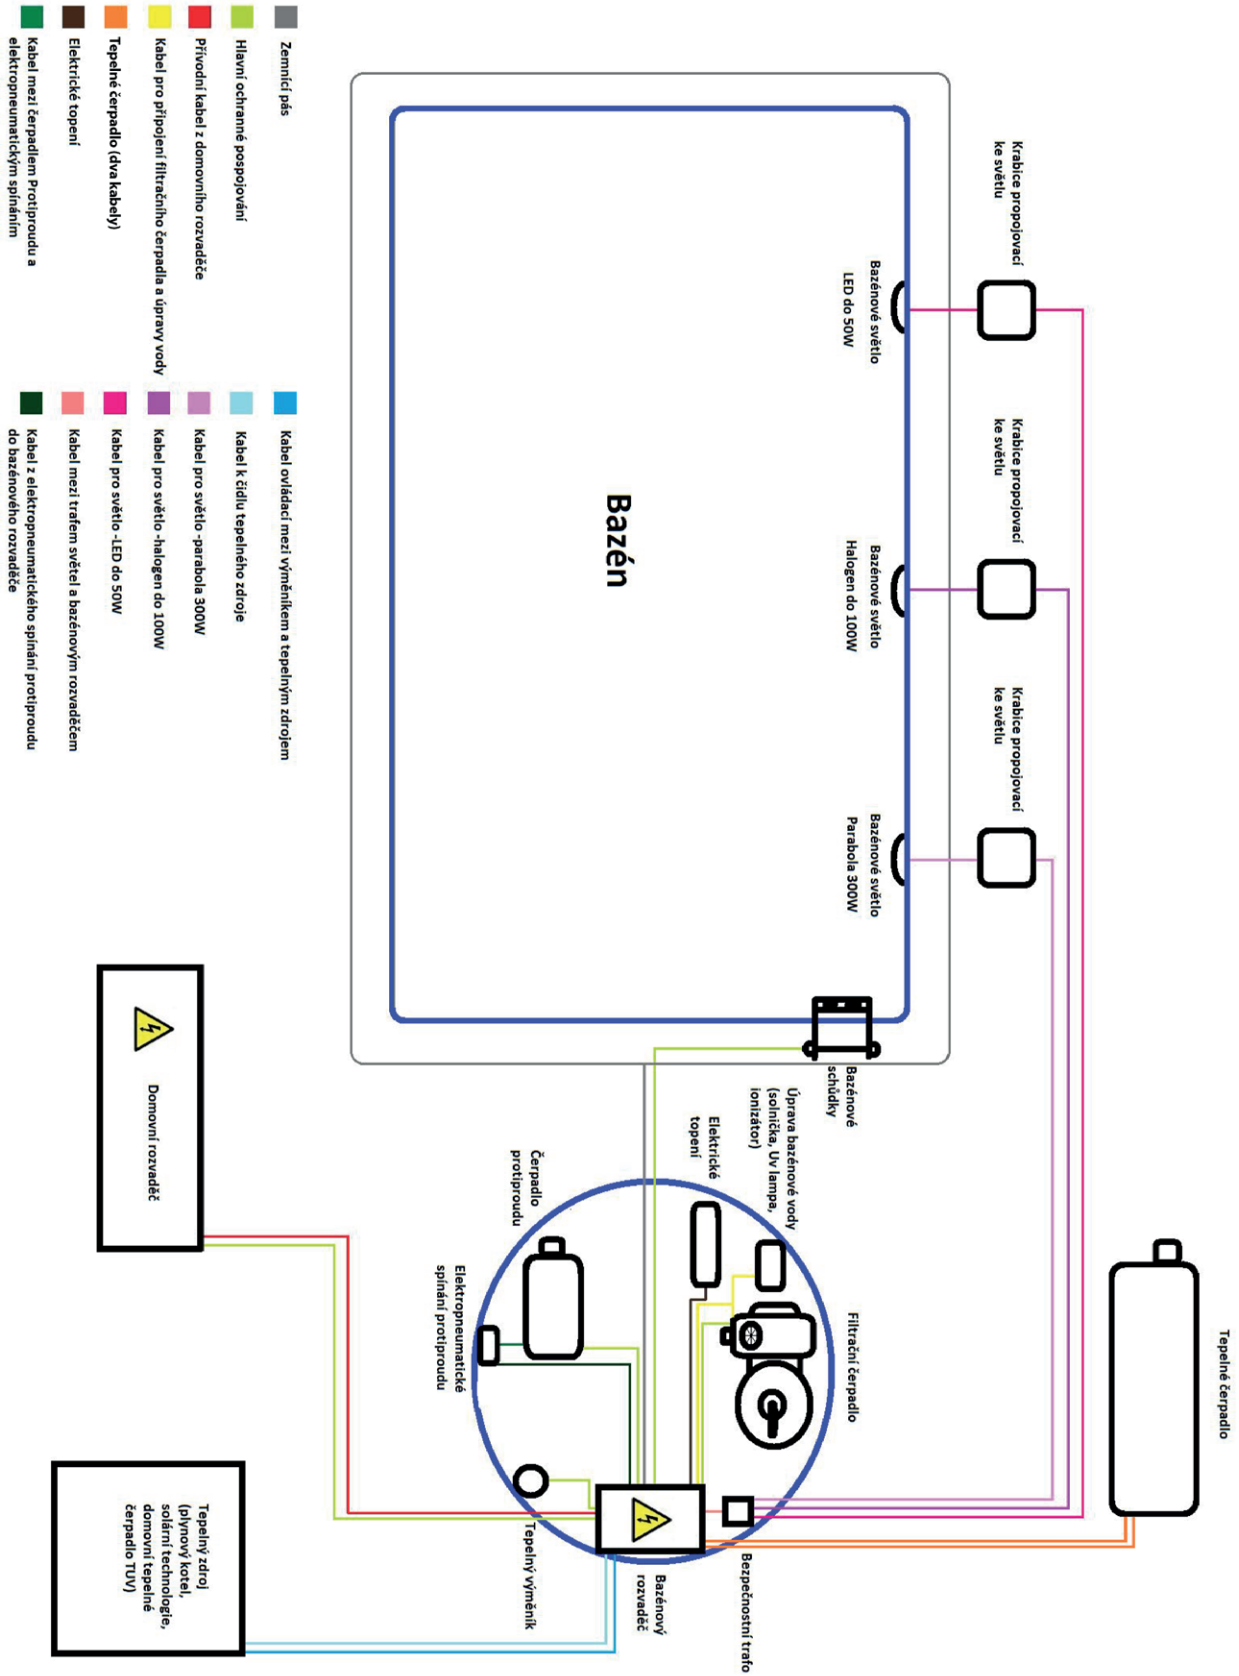 Tepelné čerpadlo
Krabice propojovací
ke světlu
Krabice propojovací
ke světlu
Krabice propojovací
ke světlu
Bazénové světlo
LED do 50W
Bazénové světlo
Halogen do 100W
Bazénové světlo
Parabola 300W
Bazénové
schůdky
Bazén
Filtrační čerpadlo
Úprava bazénové vody
(solnička, Uv lampa,
ionizátor)
Elektrické
topení
Bezpečnostní trafo
Bazénový
rozvaděč
Čerpadlo
protiproudu
Elektropneumatické
spínání protiproudu
Tepelný výměník
Domovní rozvaděč
Tepelný zdroj
(plynový kotel,
solární technologie,
domovní tepelné
čerpadlo TUV)
Zemnící pás
Hlavní ochranné pospojování
Přívodní kabel z domovního rozvaděče
Kabel pro připojení filtračního čerpadla a úpravy vody
Tepelné čerpadlo (dva kabely)
Elektrické topení
Kabel mezi čerpadlem Protiproudu a
elektropneumatickým spínáním
Kabel ovládací mezi výměníkem a tepelným zdrojem
Kabel k čidlu tepelného zdroje
Kabel pro světlo -parabola 300W
Kabel pro světlo -halogen do 100W
Kabel pro světlo -LED do 50W
Kabel mezi trafem světel a bazénovým rozvaděčem
Kabel z elektropneumatického spínání protiproudu
do bazénového rozvaděče